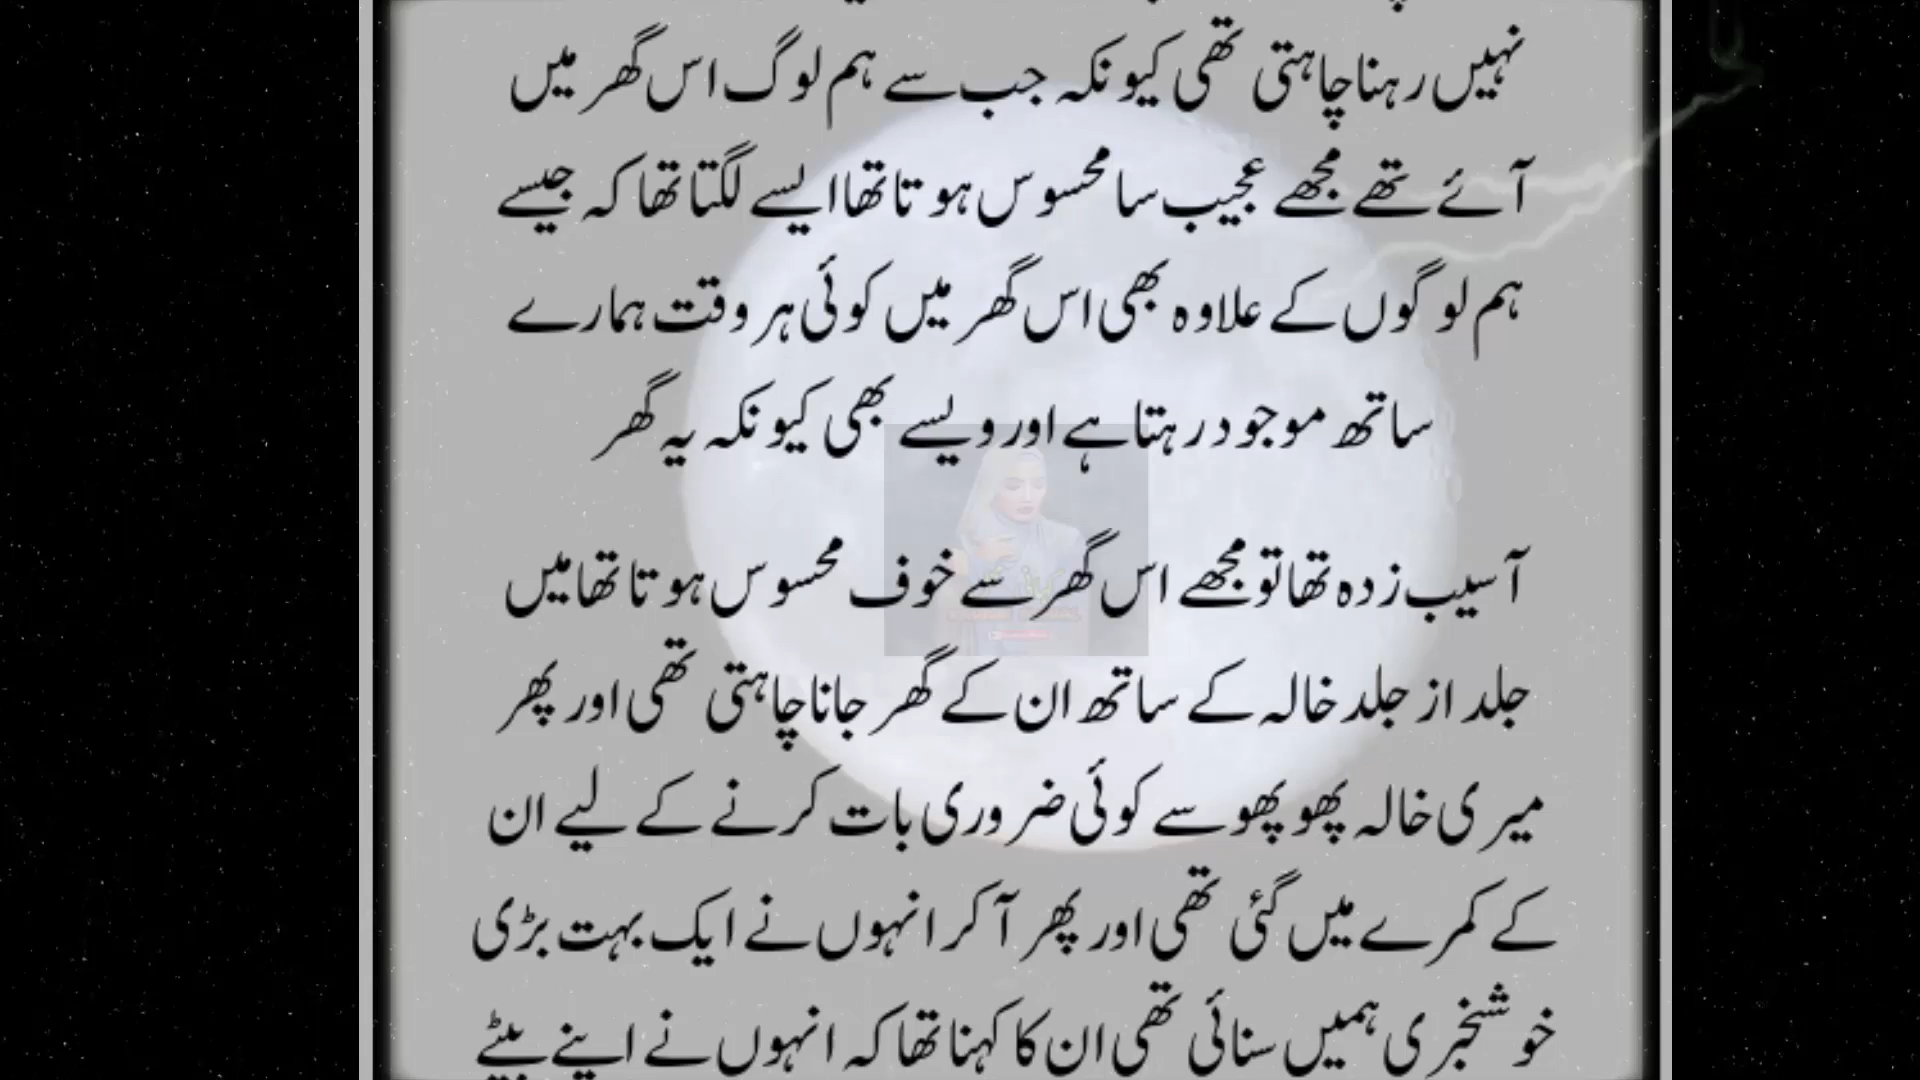 نہیں رہنا چاہتی تھی کیونکہ جب سے ہم لوگ اس گھر میں
آئے تھے مجھے عجیب سا محسوس ہوتا تھا ایسے لگتا تھا کہ جیسے
ہم لوگوں کے علاوہ بھی اس گھر میں کوئی ہر وقت ہمارے
ساتھ موجود رہتا ہے اور ویسے بھی کیونکہ یہ گھر
آسیب زدہ تھا تو مجھے اس گھر سے خوف محسوس ہوتا تھا میں
جلد از جلد خالہ کے ساتھ ان کے گھر جانا چاہتی تھی اور پھر
میری خالہ پھوپھو سے کوئی ضروری بات کرنے کے لیے ان
کے کمرے میں گئی تھی اور پھر آ کر انہوں نے ایک بہت بڑی
خوشخبری ہمیں سنائی تھی ان کا کہنا تھا کہ انہوں نے اپنے بیٹے